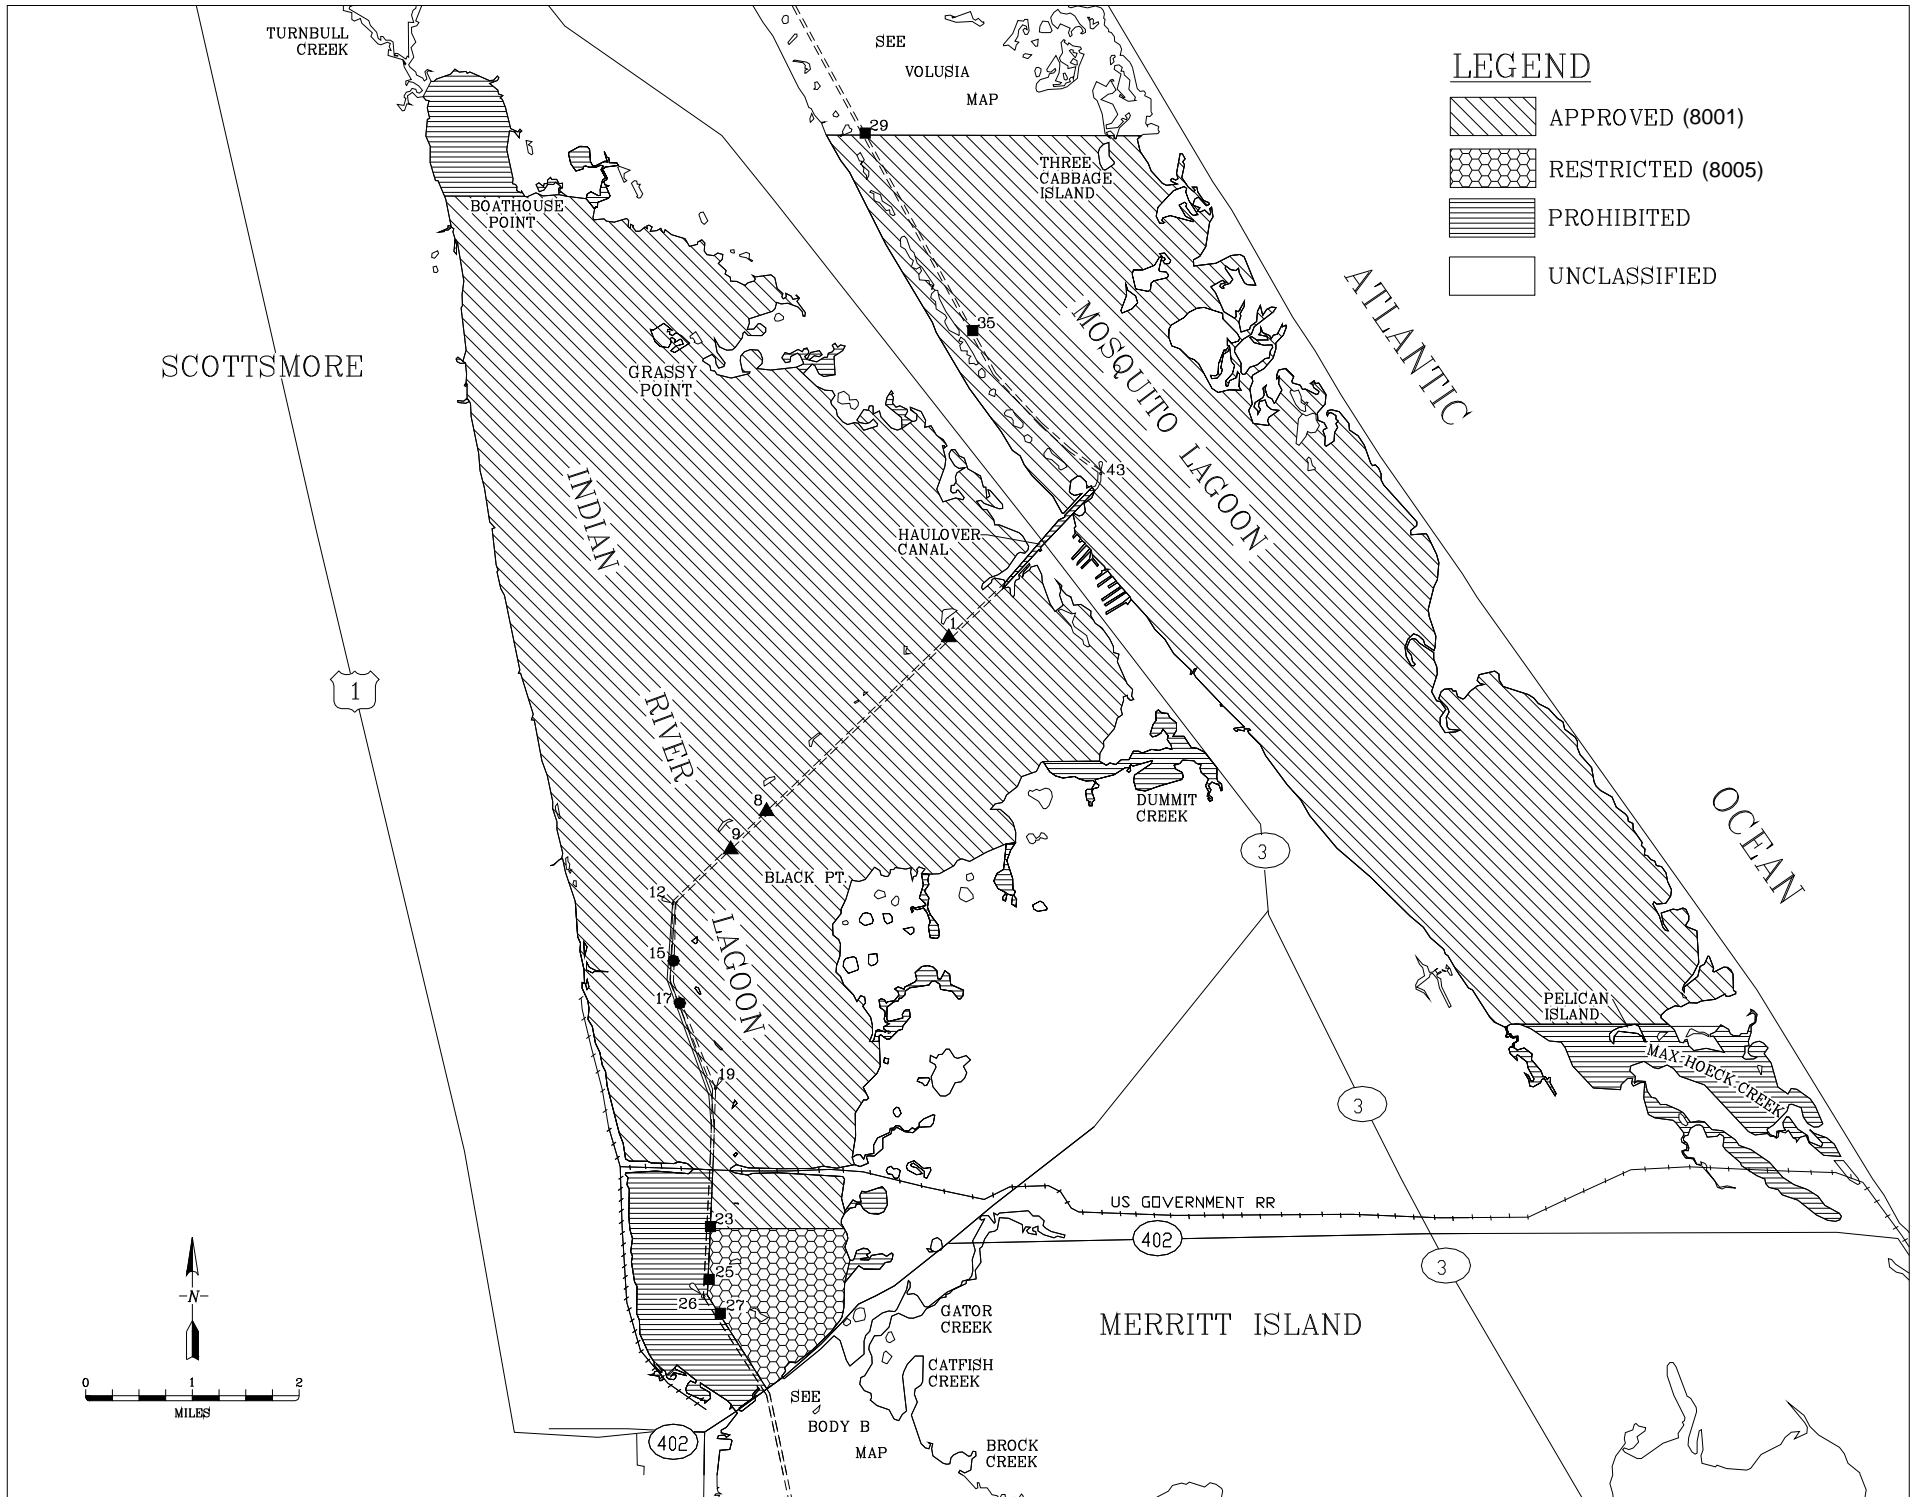 TURNBULL
CREEK
SEE
VOLUSIA
MAP
LEGEND
APPROVED (8001)
RESTRICTED (8005)
PROHIBITED
UNCLASSIFIED
29
THREE
CABBAGE
ISLAND
BOATHOUSE
POINT
35
ATLANTIC
OCEAN
MOSQUITO LAGOON
SCOTTSMORE
GRASSY
POINT
43
INDIAN
RIVER
LAGOON
HAULOVER
CANAL
1
1
8
9
DUMMIT
CREEK
3
BLACK PT.
12
15
17
19
PELICAN
ISLAND
MAX HOECK CREEK
3
US GOVERNMENT RR
23
402
3
25
26
27
N
GATOR
CREEK
MERRITT ISLAND
CATFISH
CREEK
0 1 2
MILES
SEE
BODY B
MAP
402
BROCK
CREEK